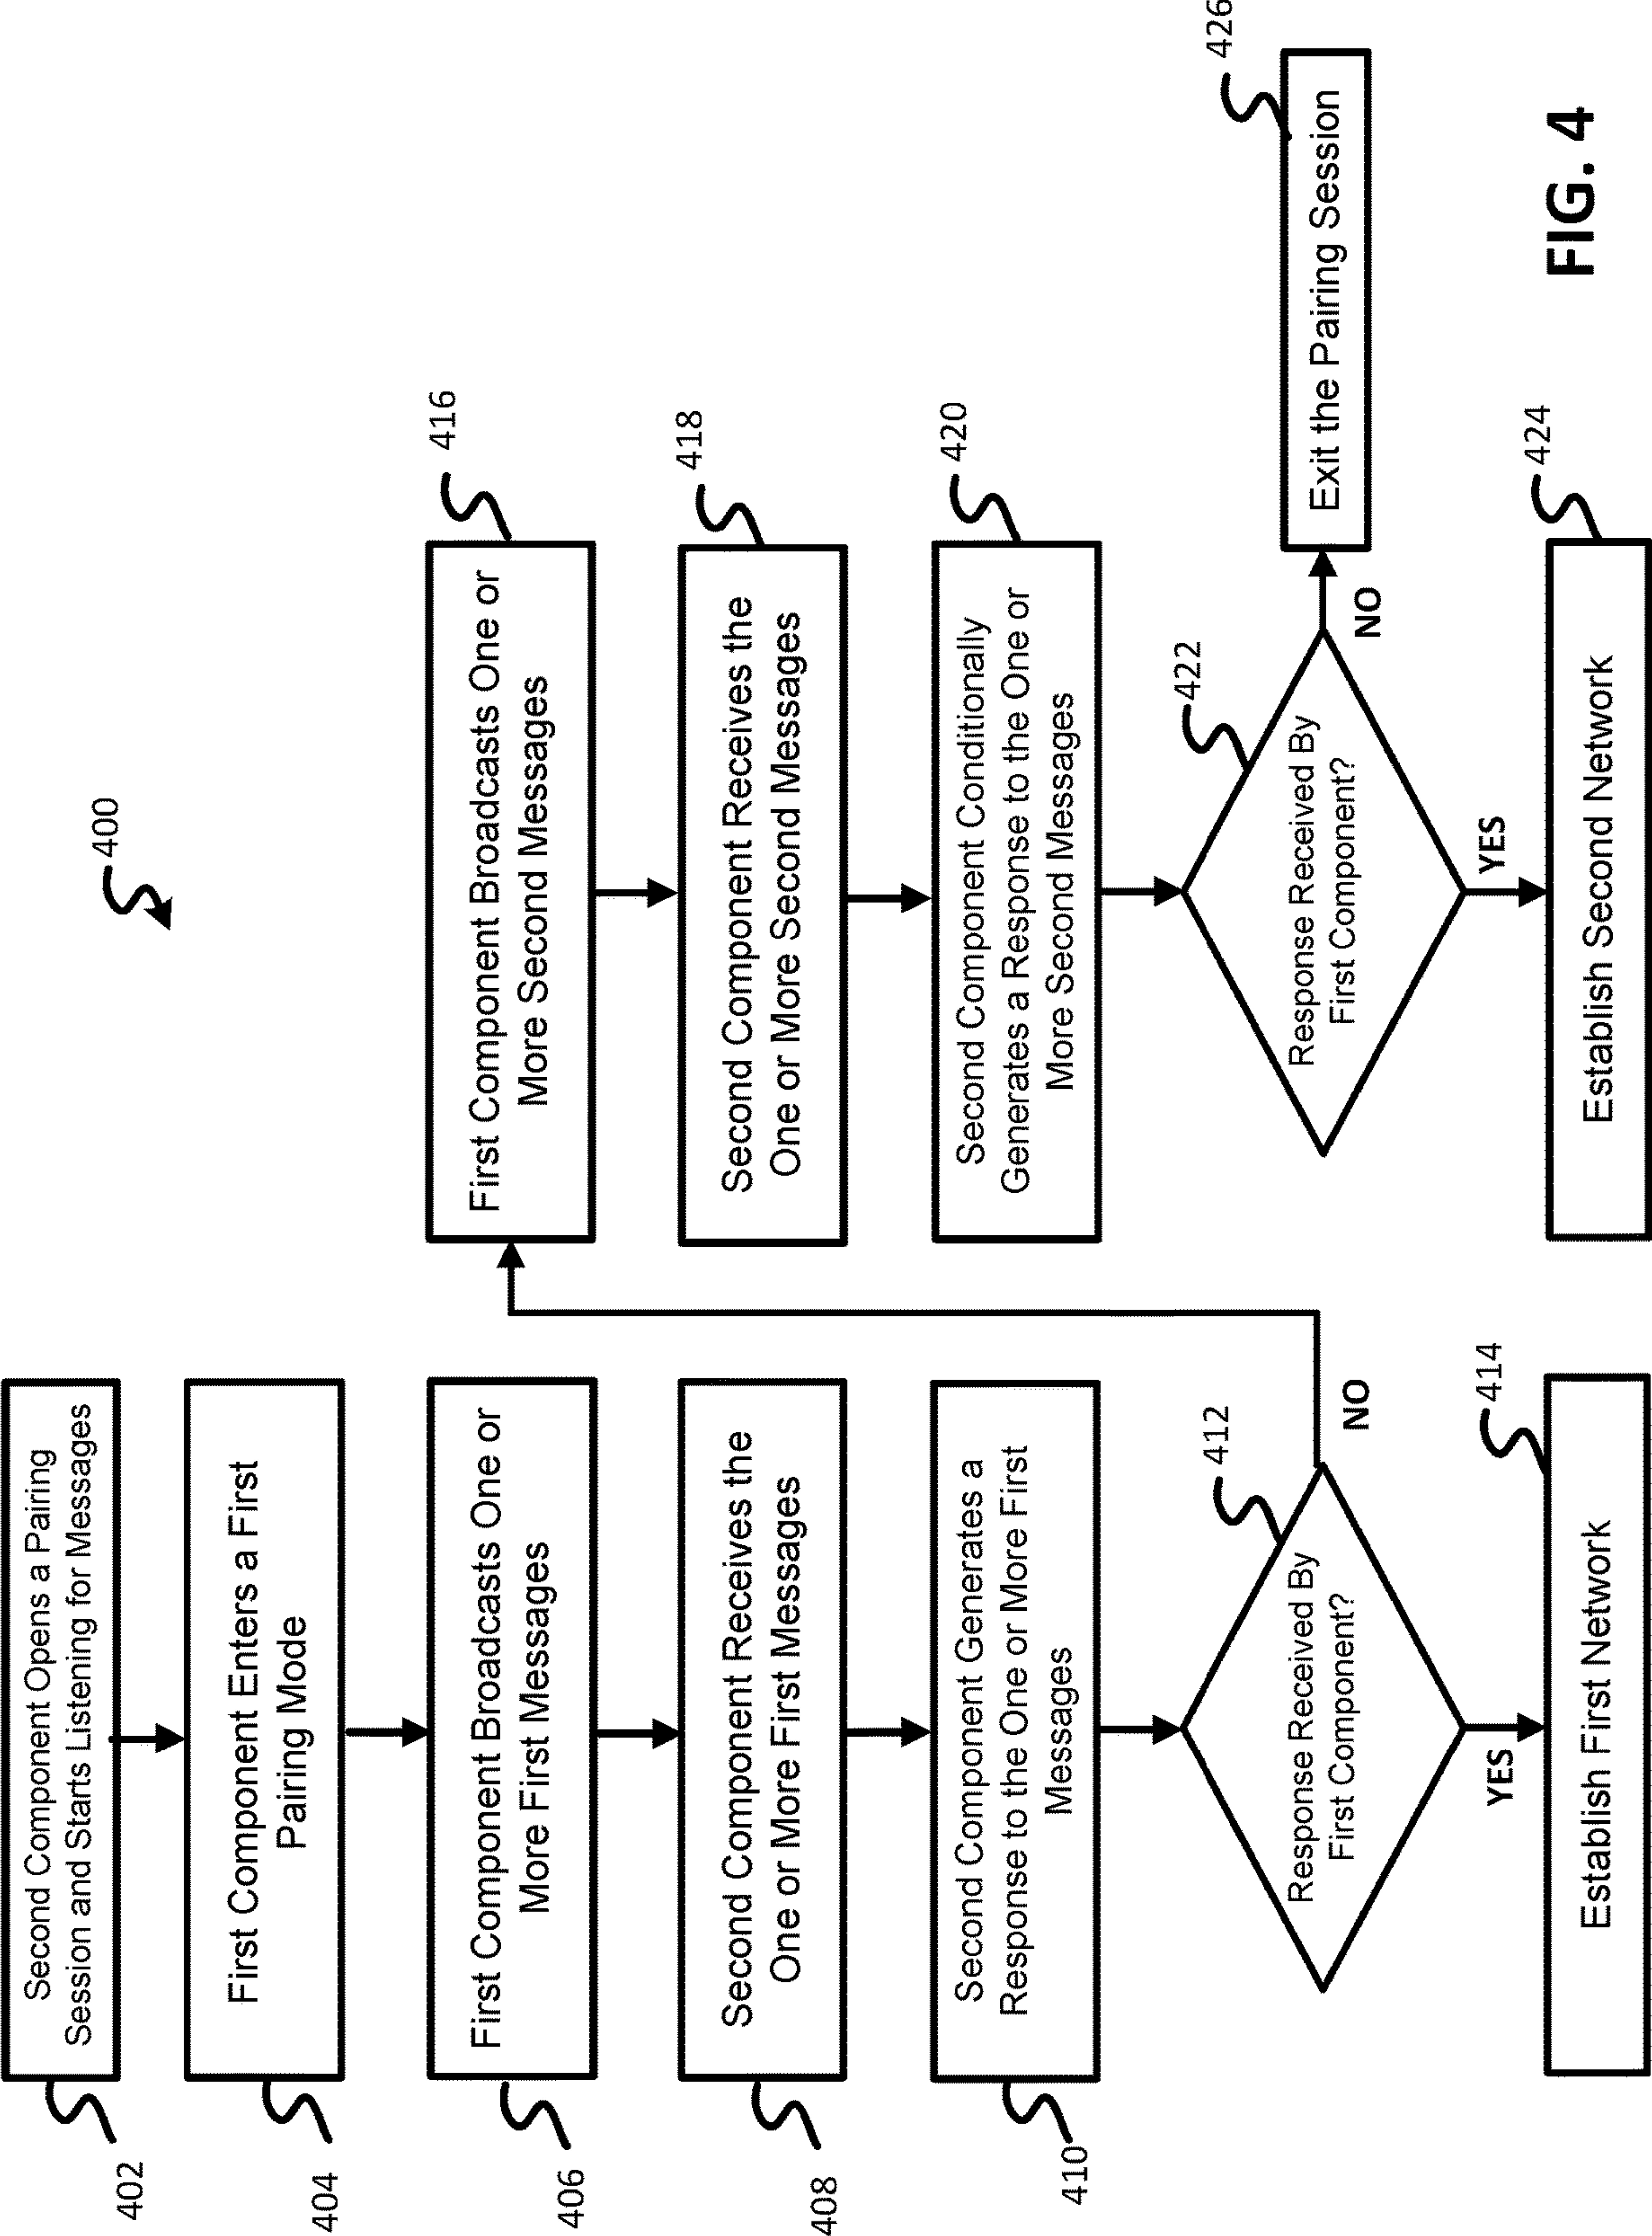 400
402
Second Component Opens a Pairing
Session and Starts Listening for Messages
404
First Component Enters a First
Pairing Mode
406
First Component Broadcasts One or
More First Messages
408
Second Component Receives the
One or More First Messages
410
Second Component Generates a
Response to the One or More First
Messages
412
Response Received By
First Component?
NO
YES
414
Establish First Network
416
First Component Broadcasts One or
More Second Messages
418
Second Component Receives the
One or More Second Messages
420
Second Component Conditionally
Generates a Response to the One or
More Second Messages
422
Response Received By
First Component?
NO
YES
424
Establish Second Network
426
Exit the Pairing Session
FIG. 4